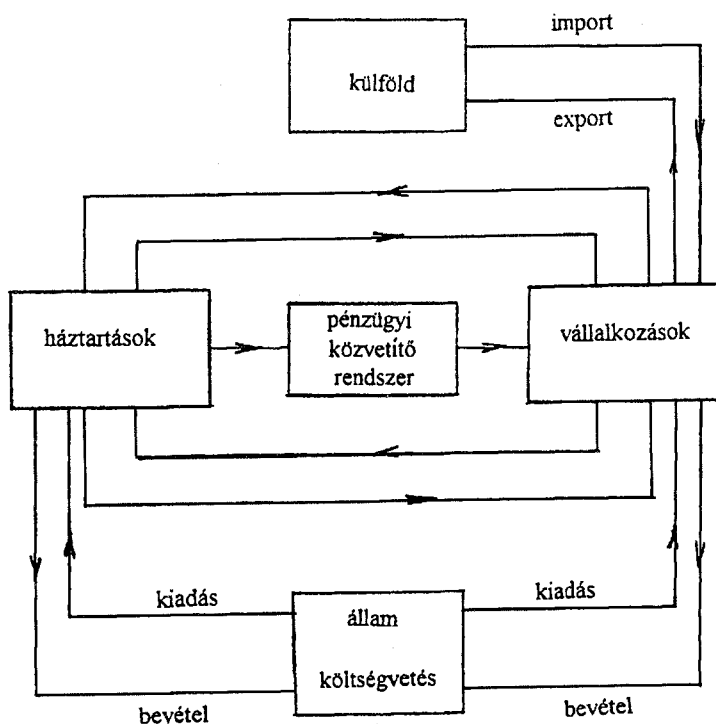 import
külföld
export
háztartások
pénzügyi
közvetítő
rendszer
vállalkozások
kiadás
állam
kiadás
költségvetés
bevétel
bevétel